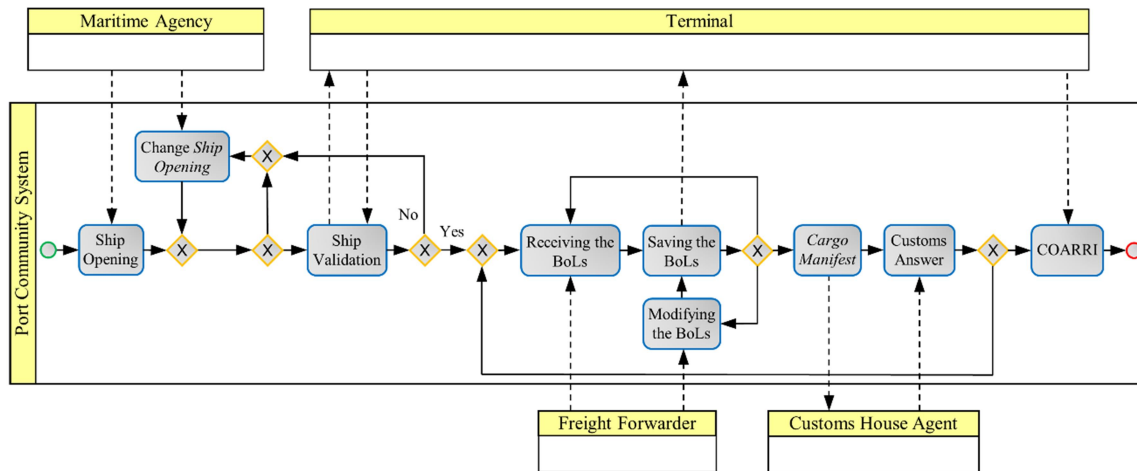 Maritime Agency
Terminal
Port Community System
Change Ship
Opening
X
No
Ship
Opening
X
X
Ship
Validation
X
Yes
X
Receiving the
BoLs
Saving the
BoLs
X
Cargo
Manifest
Customs
Answer
X
COARRI
Modifying
the BoLs
Freight Forwarder
Customs House Agent